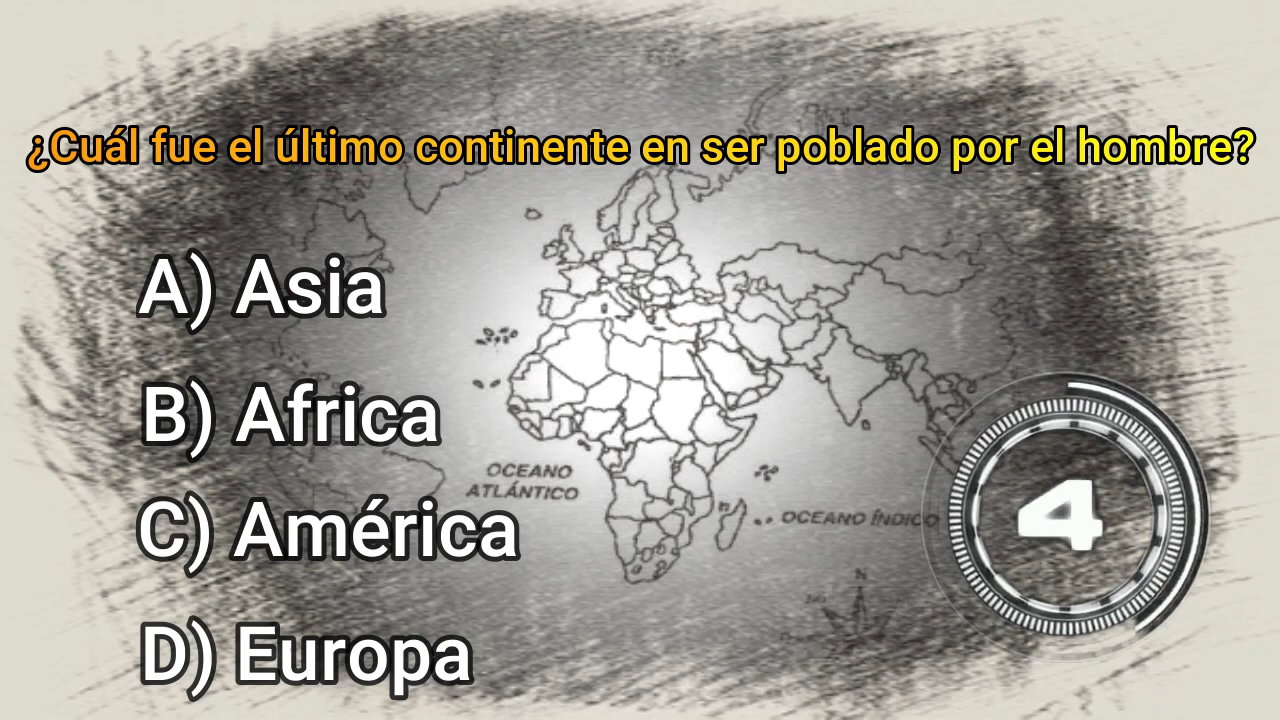 ¿Cuál fue el último continente en ser poblado por el hombre?
A) Asia
B) Africa
C) América
D) Europa
OCEANO
ATLÁNTICO
OCEANO ÍNDICO
4
N